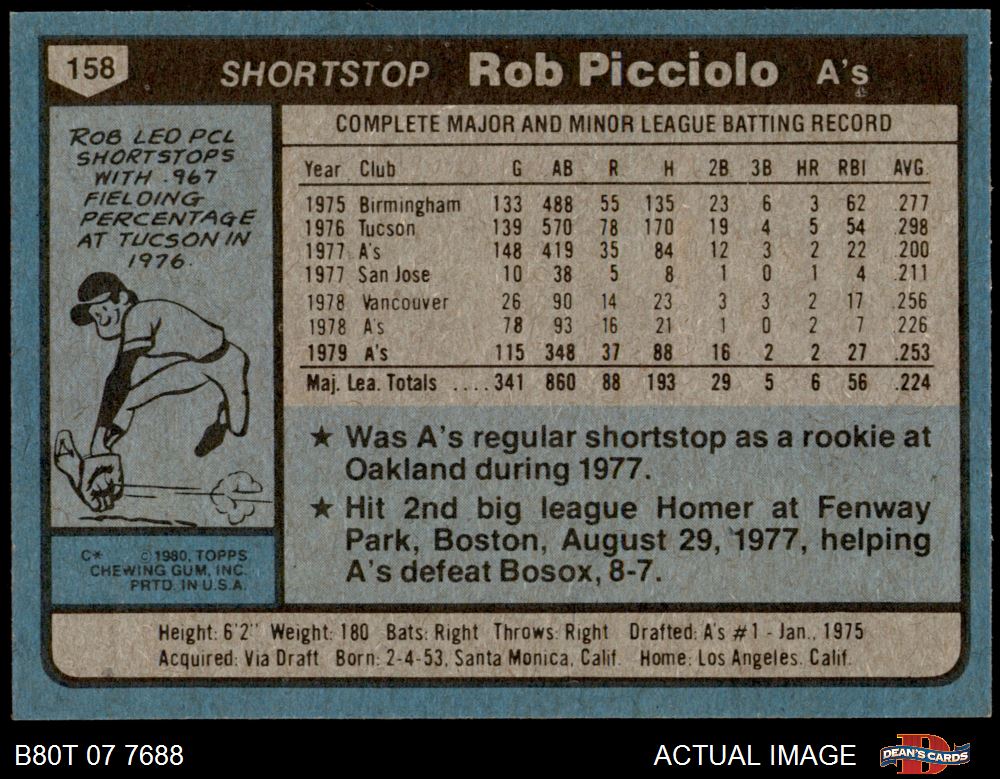 158 SHORTSTOP Rob Picciolo A's
ROB LED PCL
SHORTSTOPS
WITH .967
FIELDING
PERCENTAGE
AT TUCSON IN
1976.
COMPLETE MAJOR AND MINOR LEAGUE BATTING RECORD
Year Club G AB R H 2B 3B HR RBI AVG.
1975 Birmingham 133 488 55 135 23 6 3 62 .277
1976 Tucson 139 570 78 170 19 4 5 54 .298
1977 A's 148 419 35 84 12 3 2 22 .200
1977 San Jose 10 38 5 8 1 0 1 4 .211
1978 Vancouver 26 90 14 23 3 3 2 17 .256
1978 A's 78 93 16 21 1 0 2 7 .226
1979 A's 115 348 37 88 16 2 2 27 .253
Maj. Lea. Totals ....341 860 88 193 29 5 6 56 .224
★ Was A's regular shortstop as a rookie at
Oakland during 1977.
★ Hit 2nd big league Homer at Fenway
Park, Boston, August 29, 1977, helping
A's defeat Bosox, 8-7.
C* © 1980, TOPPS
CHEWING GUM, INC.
PRTD. IN U.S.A.
Height: 6'2" Weight: 180 Bats: Right Throws: Right Drafted: A's #1 - Jan., 1975
Acquired: Via Draft Born: 2-4-53, Santa Monica, Calif. Home: Los Angeles, Calif.
B80T 07 7688 ACTUAL IMAGE DEAN'S CARDS